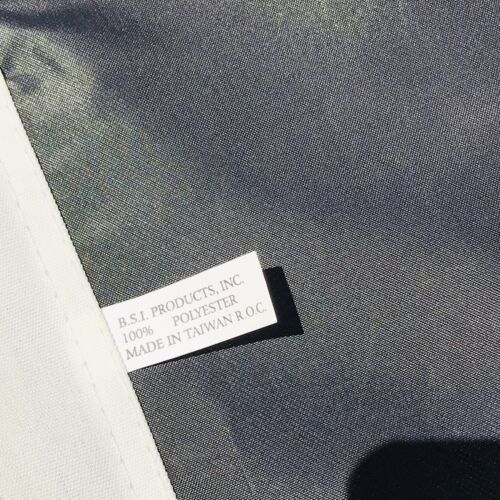 B.S.I. PRODUCTS, INC.
100% POLYESTER
MADE IN TAIWAN R.O.C.